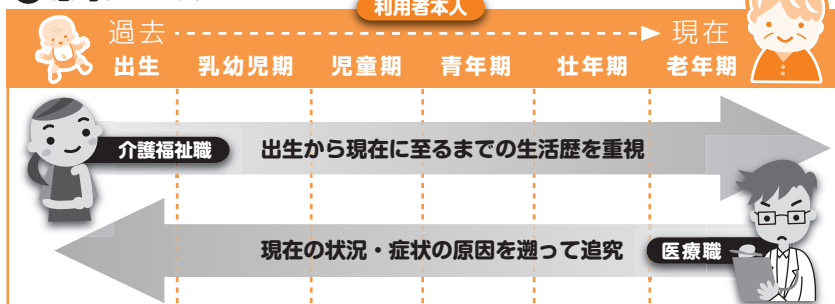 利用者本人
過去
現在
出生 乳幼児期 児童期 青年期 壮年期 老年期
介護福祉職 出生から現在に至るまでの生活歴を重視
現在の状況・症状の原因を遡って追究 医療職